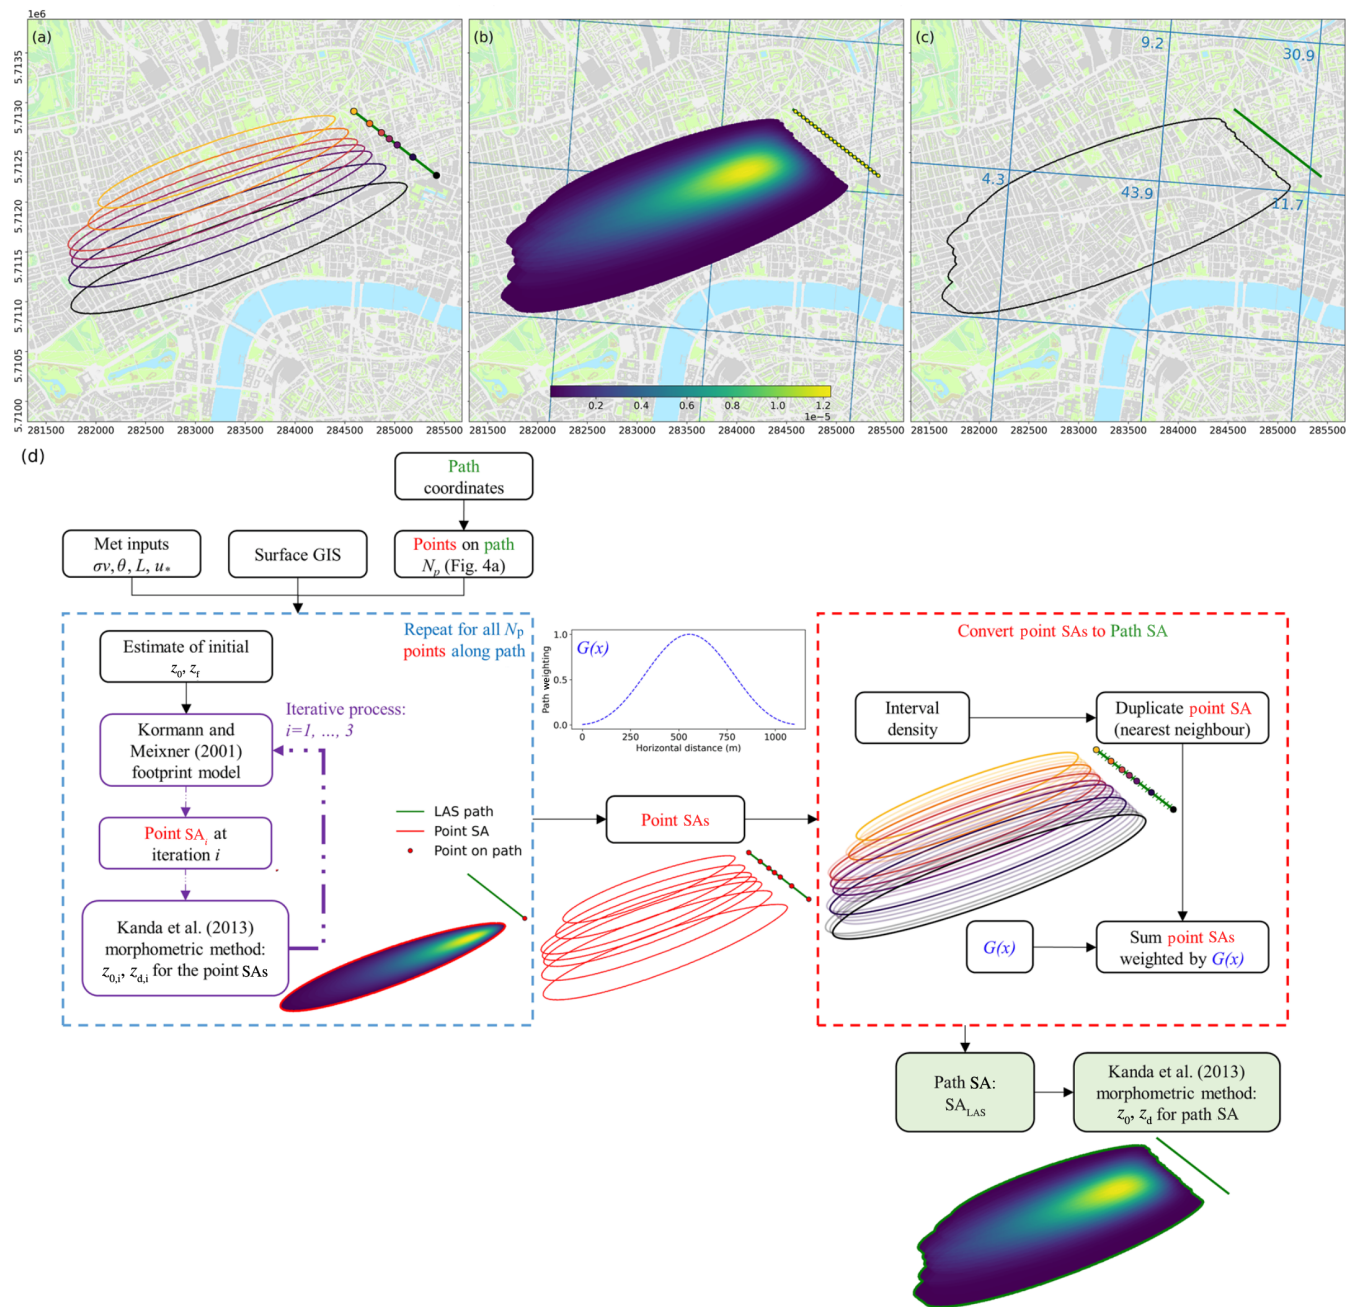 1e6
(a)
(b)
(c)
9.2
30.9
4.3
43.9
11.7
5.7135
5.7130
5.7125
5.7120
5.7115
5.7110
5.7105
5.7100
0.2 0.4 0.6 0.8 1.0 1.2
1e−5
281500 282000 282500 283000 283500 284000 284500 285000 285500
281500 282000 282500 283000 283500 284000 284500 285000 285500
281500 282000 282500 283000 283500 284000 284500 285000 285500
(d)
Path
coordinates
Met inputs
σv, θ, L, u*
Surface GIS
Points on path
Np (Fig. 4a)
Repeat for all Np
points along path
Estimate of initial
z0, zf
Iterative process:
i=1, ..., 3
Kormann and
Meixner (2001)
footprint model
Point SAi at
iteration i
Kanda et al. (2013)
morphometric method:
z0,i, zd,i for the point SAs
LAS path
Point SA
Point on path
G(x)
Path weighting
1.0
0.5
0.0
0 250 500 750 1000
Horizontal distance (m)
Point SAs
Convert point SAs to Path SA
Interval
density
Duplicate point SA
(nearest neighbour)
G(x)
Sum point SAs
weighted by G(x)
Path SA:
SALAS
Kanda et al. (2013)
morphometric method:
z0, zd for path SA